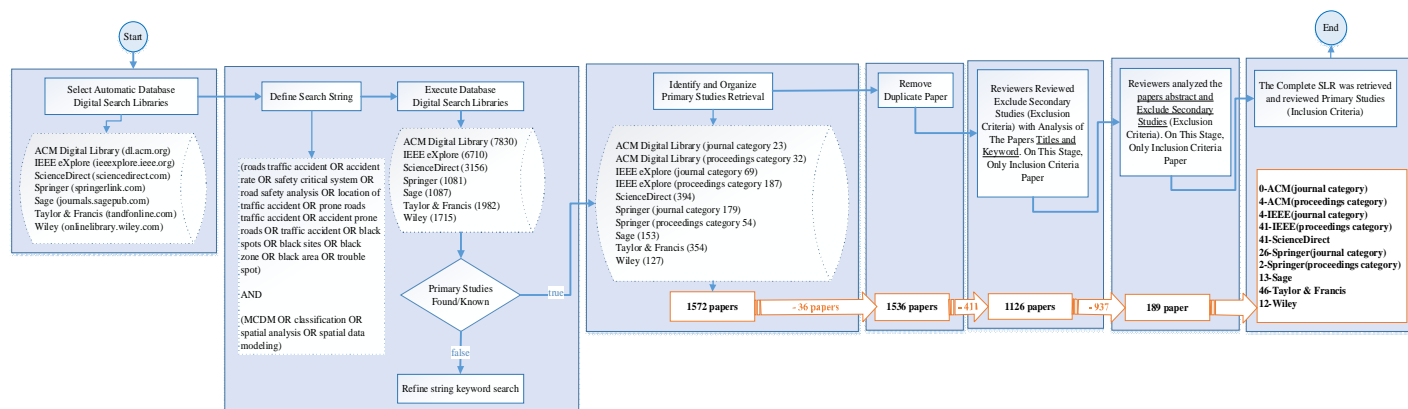 Start
Select Automatic Database
Digital Search Libraries
ACM Digital Library (dl.acm.org)
IEEE eXplore (ieeexplore.ieee.org)
ScienceDirect (sciencedirect.com)
Springer (springerlink.com)
Sage (journals.sagepub.com)
Taylor & Francis (tandfonline.com)
Wiley (onlinelibrary.wiley.com)
Define Search String
(roads traffic accident OR accident
rate OR safety critical system OR
road safety analysis OR location of
traffic accident OR prone roads
traffic accident OR accident prone
roads OR traffic accident OR black
spots OR black sites OR black
zone OR black area OR trouble
spot)
AND
(MCDM OR classification OR
spatial analysis OR spatial data
modeling)
Execute Database
Digital Search Libraries
ACM Digital Library (7830)
IEEE eXplore (6710)
ScienceDirect (3156)
Springer (1081)
Sage (1087)
Taylor & Francis (1982)
Wiley (1715)
Primary Studies
Found/Known
true
false
Refine string keyword search
Identify and Organize
Primary Studies Retrieval
ACM Digital Library (journal category 23)
ACM Digital Library (proceedings category 32)
IEEE eXplore (journal category 69)
IEEE eXplore (proceedings category 187)
ScienceDirect (394)
Springer (journal category 179)
Springer (proceedings category 54)
Sage (153)
Taylor & Francis (354)
Wiley (127)
1572 papers
- 36 papers
Remove
Duplicate Paper
1536 papers
- 411
Reviewers Reviewed
Exclude Secondary
Studies (Exclusion
Criteria) with Analysis of
The Papers Titles and
Keyword. On This Stage,
Only Inclusion Criteria
Paper
1126 papers
- 937
Reviewers analyzed the
papers abstract and
Exclude Secondary
Studies (Exclusion
Criteria). On This Stage,
Only Inclusion Criteria
Paper
189 paper
End
The Complete SLR was retrieved
and reviewed Primary Studies
(Inclusion Criteria)
0-ACM(journal category)
4-ACM(proceedings category)
4-IEEE(journal category)
41-IEEE(proceedings category)
41-ScienceDirect
26-Springer(journal category)
2-Springer(proceedings category)
13-Sage
46-Taylor & Francis
12-Wiley